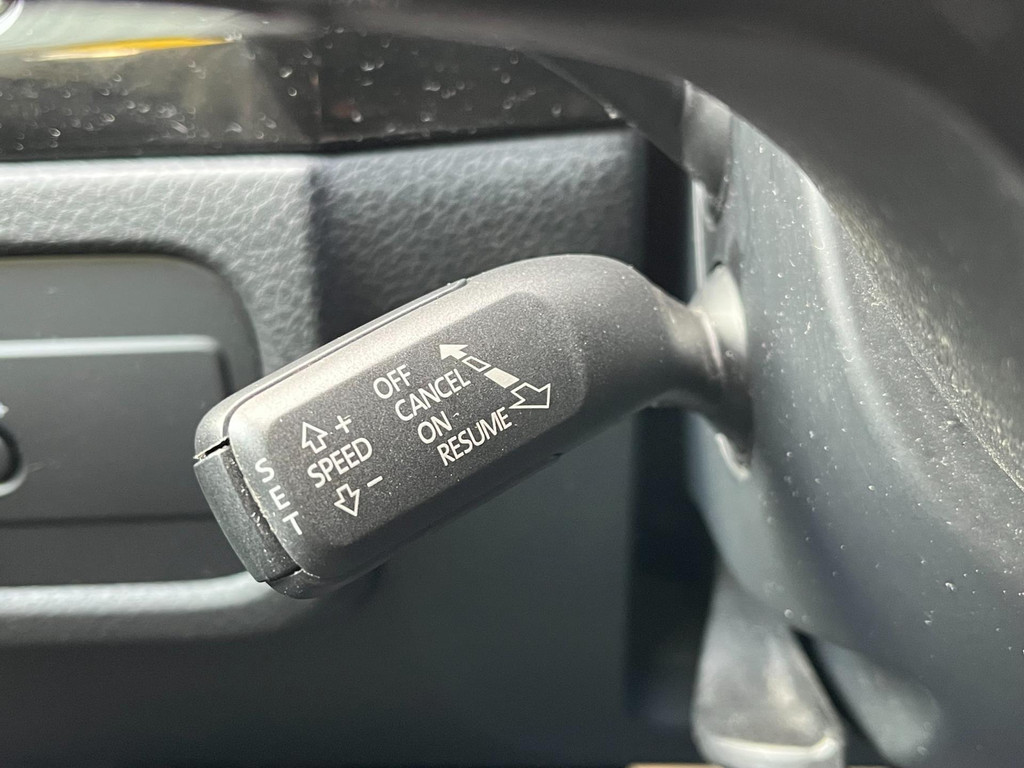 OFF
CANCEL
ON
RESUME
+
SPEED
-
SET